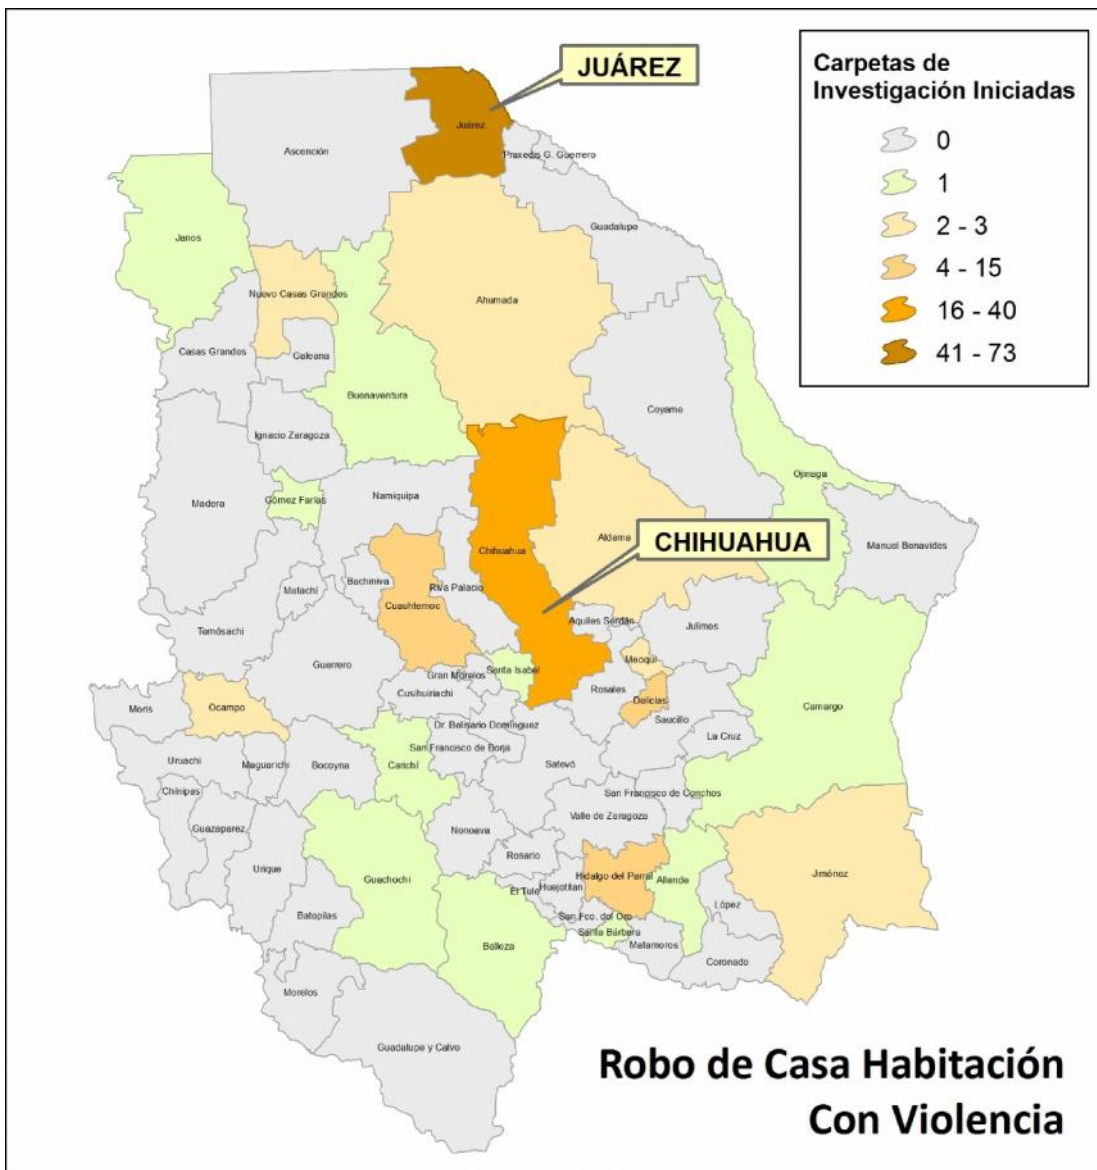 JUÁREZ
Carpetas de
Investigación Iniciadas
0
1
2 - 3
4 - 15
16 - 40
41 - 73
Juárez
Ascención
Praxedis G. Guerrero
Guadalupe
Janos
Nuevo Casas Grandes
Ahumada
Casas Grandes
Galeana
Buenaventura
Coyame
Ignacio Zaragoza
Ojinaga
Madera
Gómez Farías
Namiquipa
Aldama
CHIHUAHUA
Chihuahua
Manuel Benavides
Bachiniva
Riva Palacio
Matachí
Cuauhtemoc
Aquiles Serdán
Julimes
Temósachi
Guerrero
Santa Isabel
Meoqui
Gran Morelos
Cusihuiriachi
Rosales
Delicias
Moris
Ocampo
Camargo
Saucillo
Dr. Belisario Domínguez
La Cruz
San Francisco de Borja
Uruachi
Maguarichi
Bocoyna
Carichí
Satevó
Chínipas
San Francisco de Conchos
Valle de Zaragoza
Guazaparez
Nonoava
Rosario
Urique
Guachochi
Hidalgo del Parral
Allende
Jiménez
El Tule
Huejotitan
López
Batopilas
San Fco. del Oro
Santa Bárbara
Balleza
Matamoros
Coronado
Morelos
Guadalupe y Calvo
Robo de Casa Habitación
Con Violencia